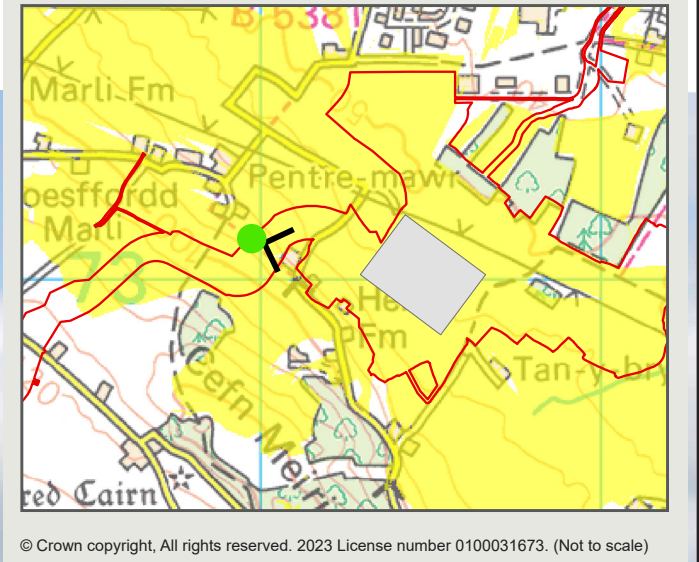 B 5381
Marli Fm
Pentre-mawr
oesffordd
Marli
73
He
Fm
Tan-y-bry
Cefn Meiri
red Cairn
© Crown copyright, All rights reserved. 2023 License number 0100031673. (Not to scale)